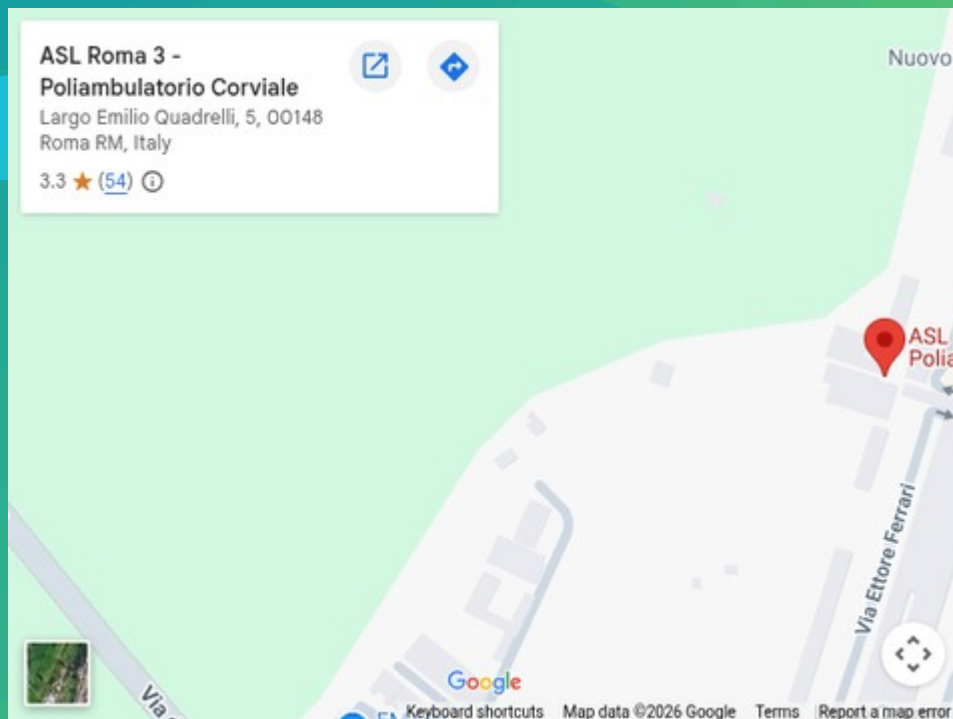 ASL Roma 3 -
Poliambulatorio Corviale
Largo Emilio Quadrelli, 5, 00148
Roma RM, Italy
3.3 ★ (54)
Nuovo
ASL
Polia
Via Ettore Ferrari
Via
Google
Keyboard shortcuts Map data ©2026 Google Terms Report a map error